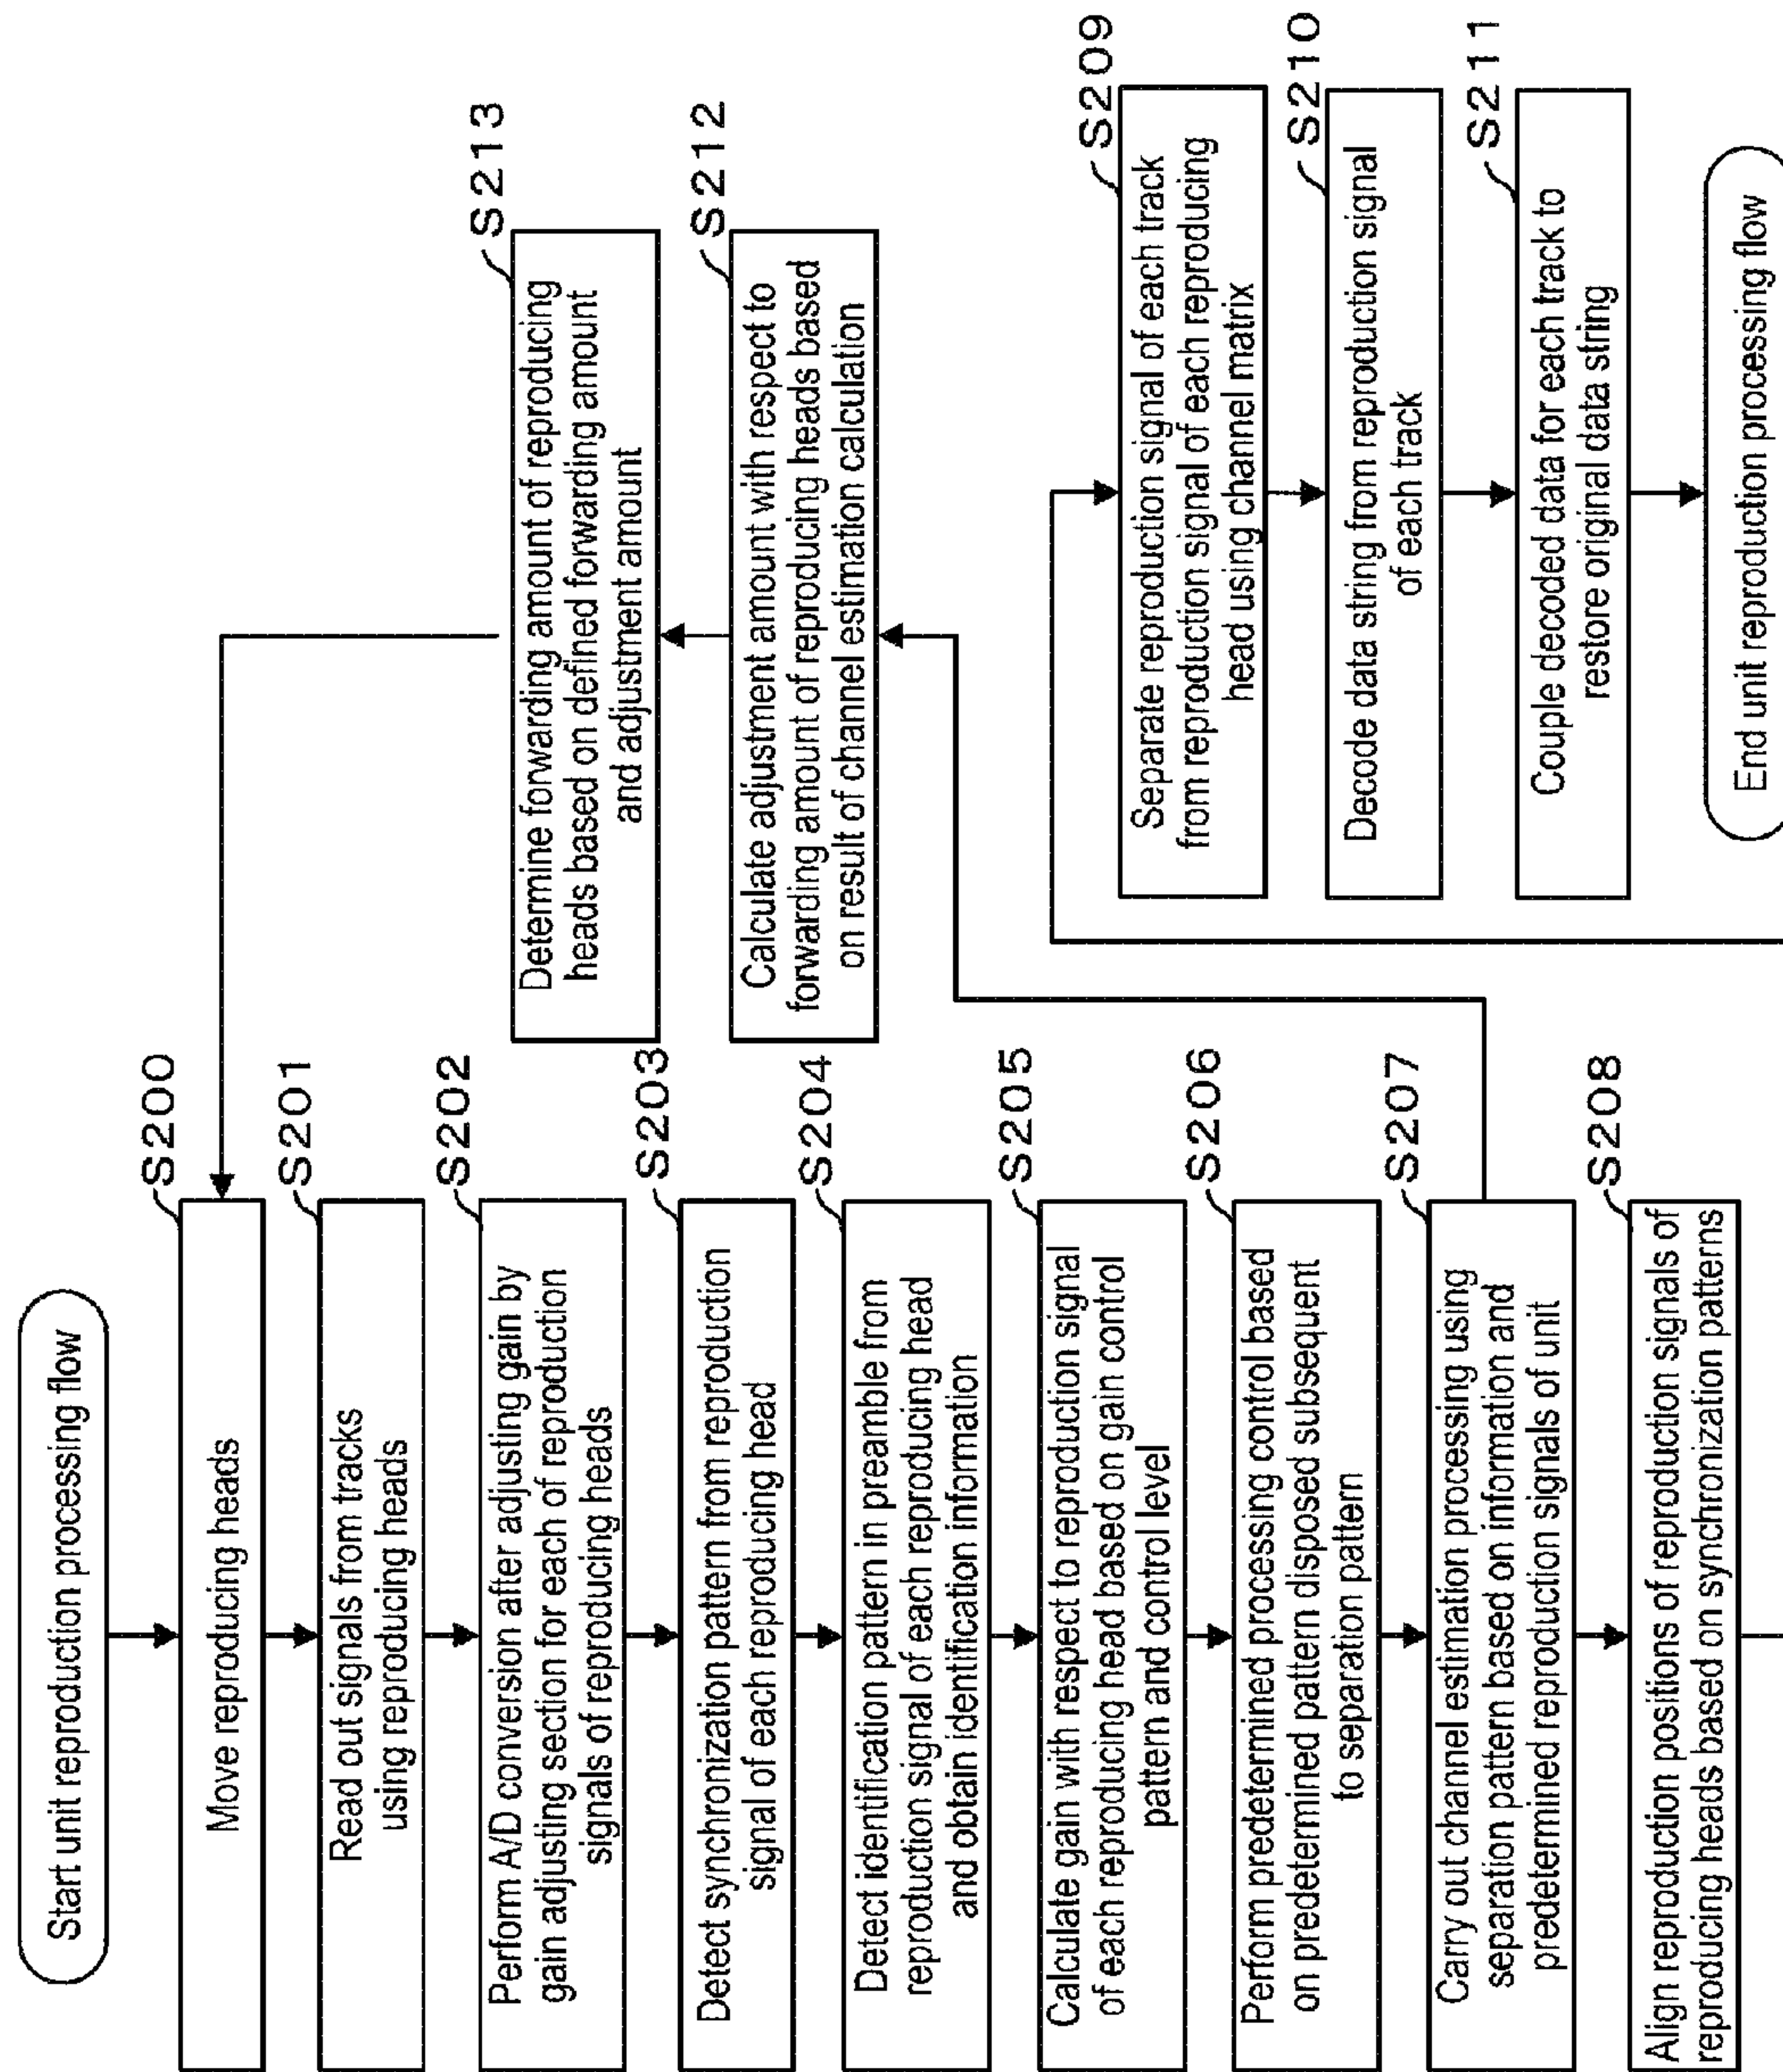 Start unit reproduction processing flow
S200
Move reproducing heads
S201
Read out signals from tracks
using reproducing heads
S202
Perform A/D conversion after adjusting gain by
gain adjusting section for each of reproduction
signals of reproducing heads
S203
Detect synchronization pattern from reproduction
signal of each reproducing head
S204
Detect identification pattern in preamble from
reproduction signal of each reproducing head
and obtain identification information
S205
Calculate gain with respect to reproduction signal
of each reproducing head based on gain control
pattern and control level
S206
Perform predetermined processing control based
on predetermined pattern disposed subsequent
to separation pattern
S207
Carry out channel estimation processing using
separation pattern based on information and
predetermined reproduction signals of unit
S208
Align reproduction positions of reproduction signals of
reproducing heads based on synchronization patterns
S213
Determine forwarding amount of reproducing
heads based on defined forwarding amount
and adjustment amount
S212
Calculate adjustment amount with respect to
forwarding amount of reproducing heads based
on result of channel estimation calculation
S209
Separate reproduction signal of each track
from reproduction signal of each reproducing
head using channel matrix
S210
Decode data string from reproduction signal
of each track
S211
Couple decoded data for each track to
restore original data string
End unit reproduction processing flow